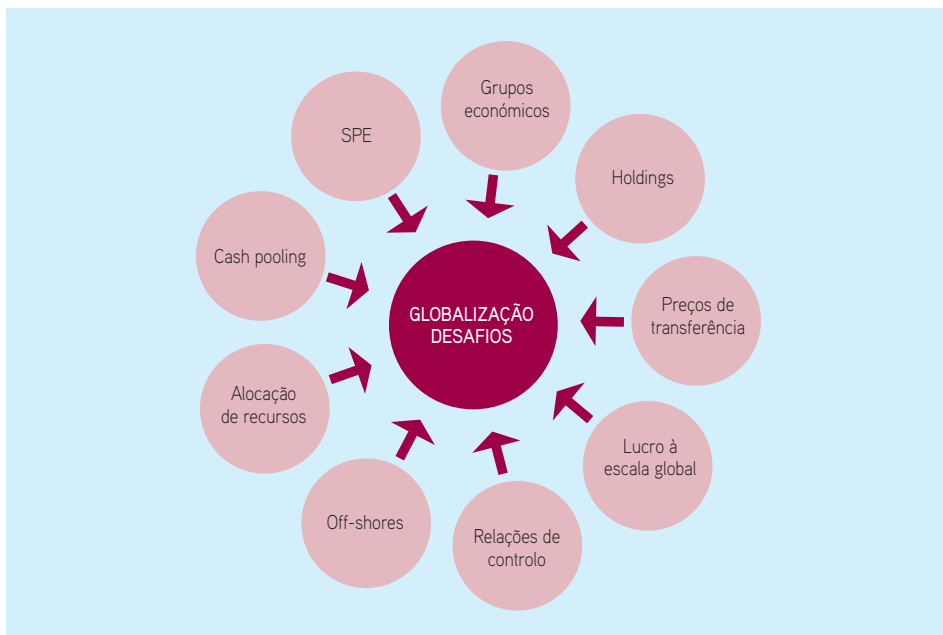 Grupos
económicos
Holdings
Preços de
transferência
Lucro à
escala global
Relações de
controlo
Off-shores
Alocação
de recursos
Cash pooling
SPE
GLOBALIZAÇÃO
DESAFIOS